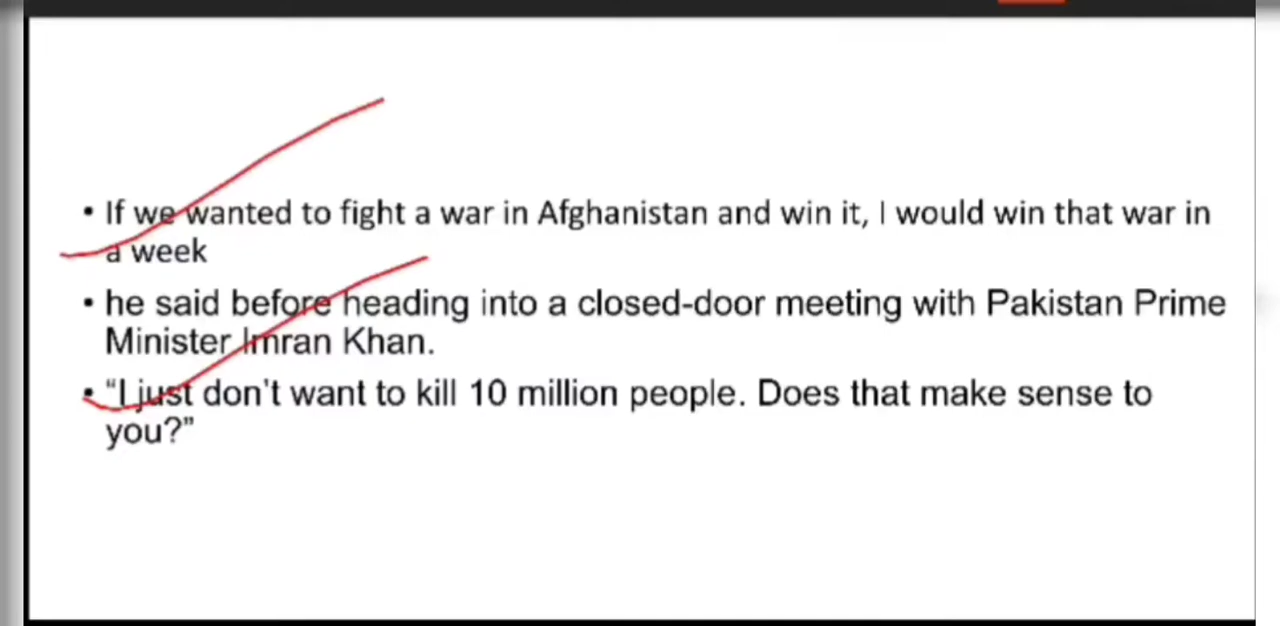 • If we wanted to fight a war in Afghanistan and win it, I would win that war in
a week
• he said before heading into a closed-door meeting with Pakistan Prime
Minister Imran Khan.
• “I just don't want to kill 10 million people. Does that make sense to
you?”